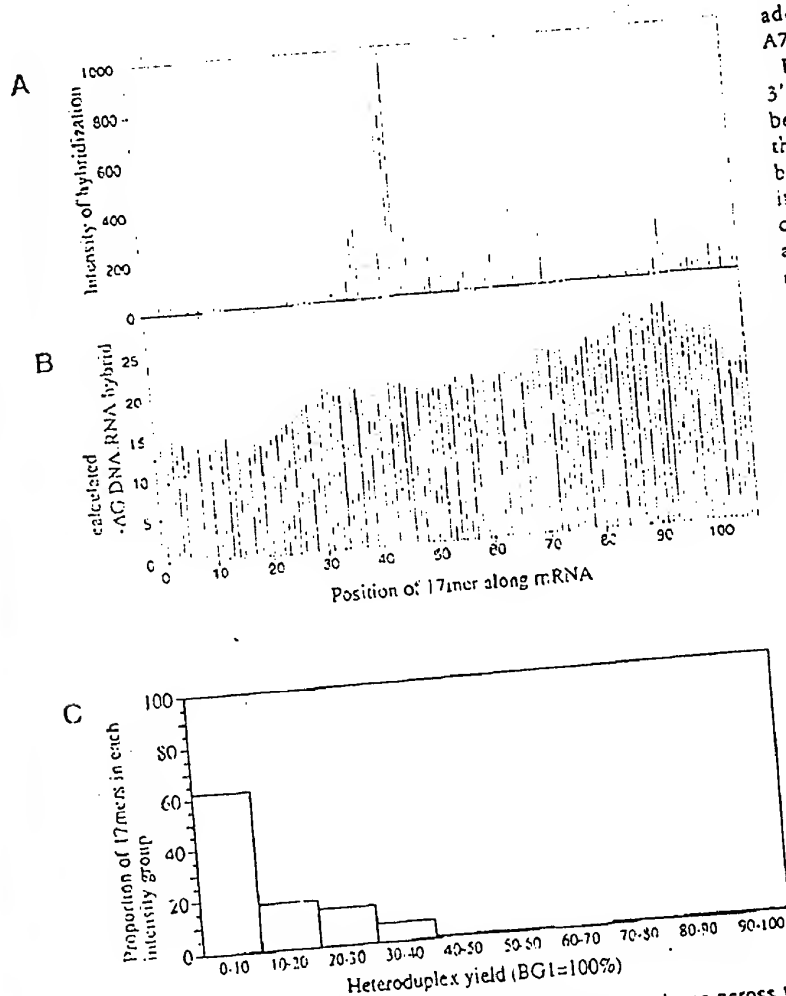 A
Intensity of hybridization
1000
800
600
400
200
0
B
calculated
-ΔG DNA:RNA hybrid
25
20
15
10
5
0
0 10 20 30 40 50 60 70 80 90 100
Position of 17mer along mRNA
C
Proportion of 17mers in each
intensity group
100
80
60
40
20
0
0-10 10-20 20-30 30-40 40-50 50-60 60-70 70-80 80-90 90-100
Heteroduplex yield (BG1=100%)
across
A7
3'